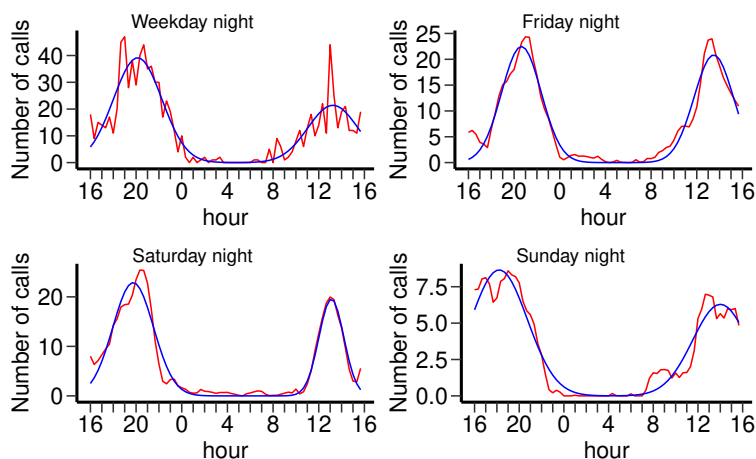 Weekday night
Number of calls
40
30
20
10
0
16 20 0 4 8 12 16
hour
Friday night
Number of calls
25
20
15
10
5
0
16 20 0 4 8 12 16
hour
Saturday night
Number of calls
20
10
0
16 20 0 4 8 12 16
hour
Sunday night
Number of calls
7.5
5.0
2.5
0.0
16 20 0 4 8 12 16
hour